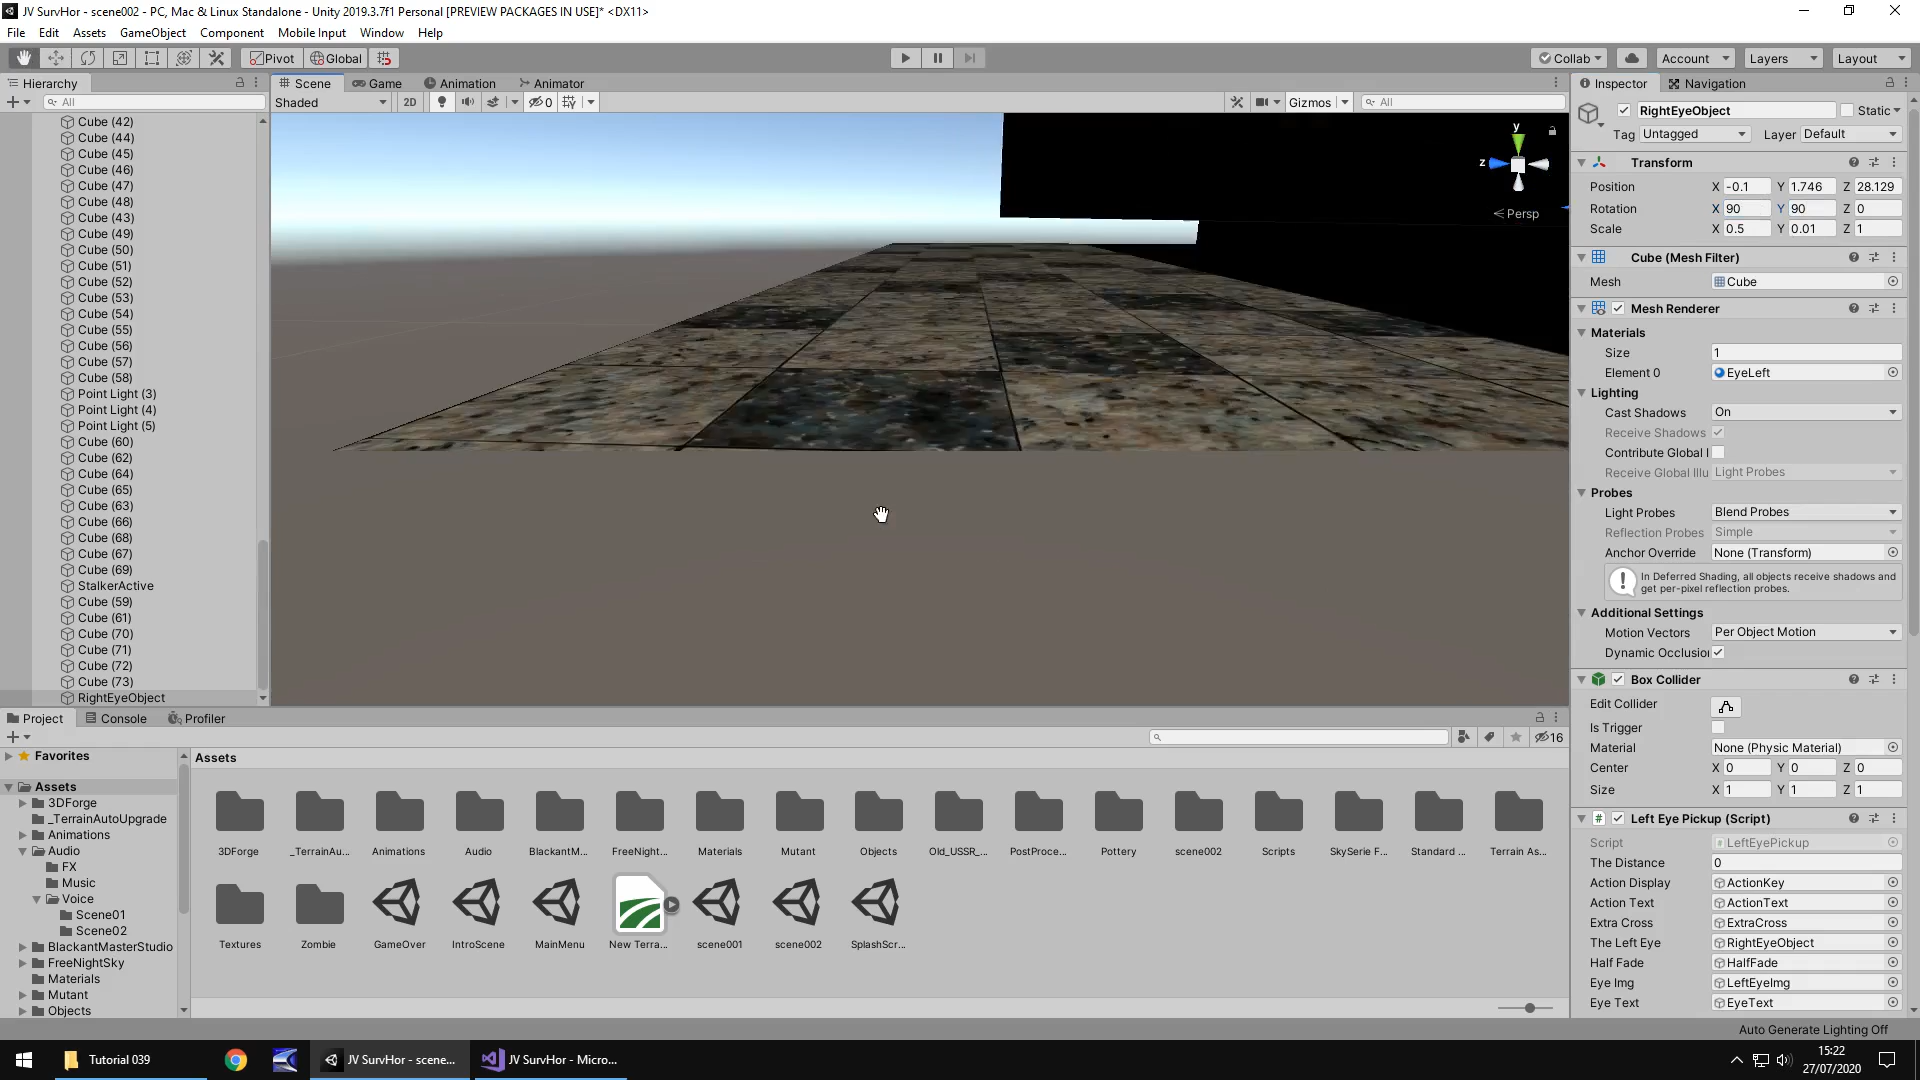 JV SurvHor - scene002 - PC, Mac & Linux Standalone - Unity 2019.3.7f1 Personal [PREVIEW PACKAGES IN USE]* <DX11>
File Edit Assets GameObject Component Mobile Input Window Help
Pivot Global Collab Account Layers Layout
Hierarchy Scene Game Animation Animator Inspector Navigation
All Shaded 2D 0 Gizmos All
Cube (42)
Cube (44)
Cube (45)
Cube (46)
Cube (47)
Cube (48)
Cube (43)
Cube (49)
Cube (50)
Cube (51)
Cube (52)
Cube (53)
Cube (54)
Cube (55)
Cube (56)
Cube (57)
Cube (58)
Point Light (3)
Point Light (4)
Point Light (5)
Cube (60)
Cube (62)
Cube (64)
Cube (65)
Cube (63)
Cube (66)
Cube (68)
Cube (67)
Cube (69)
StalkerActive
Cube (59)
Cube (61)
Cube (70)
Cube (71)
Cube (72)
Cube (73)
RightEyeObject
y
z
Persp
RightEyeObject Static
Tag Untagged Layer Default
Transform
Position X -0.1 Y 1.746 Z 28.129
Rotation X 90 Y 90 Z 0
Scale X 0.5 Y 0.01 Z 1
Cube (Mesh Filter)
Mesh Cube
Mesh Renderer
Materials
Size 1
Element 0 EyeLeft
Lighting
Cast Shadows On
Receive Shadows
Contribute Global I
Receive Global Illu Light Probes
Probes
Light Probes Blend Probes
Reflection Probes Simple
Anchor Override None (Transform)
In Deferred Shading, all objects receive shadows and
get per-pixel reflection probes.
Additional Settings
Motion Vectors Per Object Motion
Dynamic Occlusion
Box Collider
Edit Collider
Is Trigger
Material None (Physic Material)
Center X 0 Y 0 Z 0
Size X 1 Y 1 Z 1
Left Eye Pickup (Script)
Script LeftEyePickup
The Distance 0
Action Display ActionKey
Action Text ActionText
Extra Cross ExtraCross
The Left Eye RightEyeObject
Half Fade HalfFade
Eye Img LeftEyeImg
Eye Text EyeText
Project Console Profiler
16
Favorites
Assets
3DForge
_TerrainAutoUpgrade
Animations
Audio
FX
Music
Voice
Scene01
Scene02
BlackantMasterStudio
FreeNightSky
Materials
Mutant
Objects
Assets
3DForge _TerrainAu... Animations Audio BlackantM... FreeNight... Materials Mutant Objects Old_USSR_... PostProce... Pottery scene002 Scripts SkySerie F... Standard ... Terrain As...
Textures Zombie GameOver IntroScene MainMenu New Terra... scene001 scene002 SplashScr...
Auto Generate Lighting Off
Tutorial 039 JV SurvHor - scene... JV SurvHor - Micro...
15:22
27/07/2020